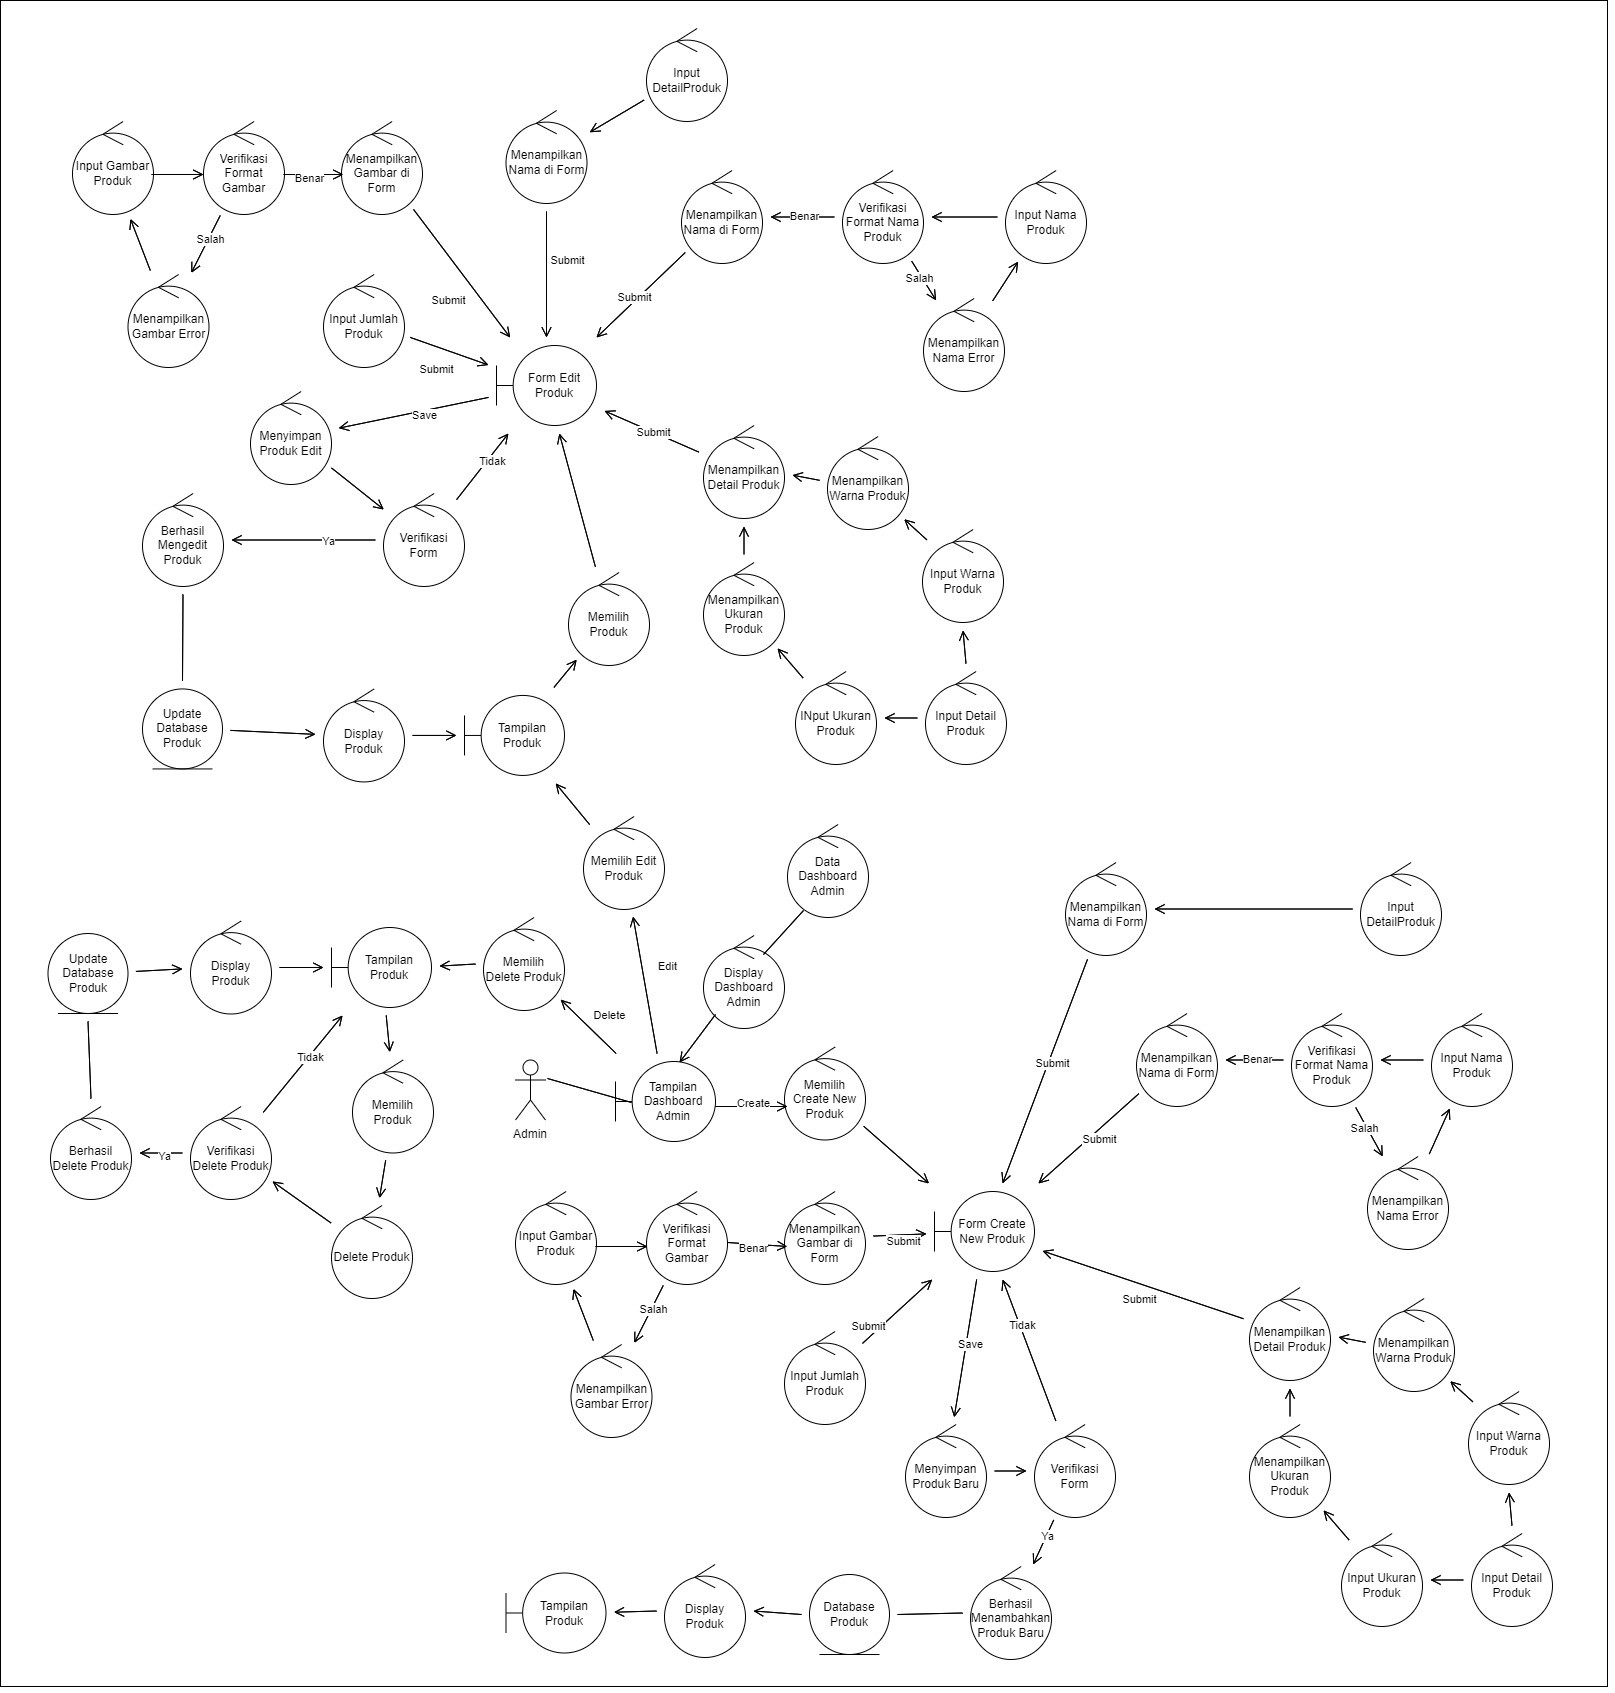 Input
DetailProduk
Menampilkan
Nama di Form
Input Gambar
Produk
Verifikasi
Format
Gambar
Benar
Menampilkan
Gambar di
Form
Salah
Menampilkan
Gambar Error
Submit
Input Jumlah
Produk
Submit
Submit
Menampilkan
Nama di Form
Benar
Verifikasi
Format Nama
Produk
Input Nama
Produk
Salah
Menampilkan
Nama Error
Submit
Form Edit
Produk
Save
Menyimpan
Produk Edit
Tidak
Verifikasi
Form
Ya
Berhasil
Mengedit
Produk
Submit
Menampilkan
Detail Produk
Menampilkan
Warna Produk
Input Warna
Produk
Menampilkan
Ukuran
Produk
INput Ukuran
Produk
Input Detail
Produk
Memilih
Produk
Update
Database
Produk
Display
Produk
Tampilan
Produk
Memilih Edit
Produk
Data
Dashboard
Admin
Display
Dashboard
Admin
Edit
Delete
Memilih
Delete Produk
Tampilan
Produk
Display
Produk
Update
Database
Produk
Tidak
Memilih
Produk
Berhasil
Delete Produk
Ya
Verifikasi
Delete Produk
Delete Produk
Admin
Tampilan
Dashboard
Admin
Create
Memilih
Create New
Produk
Menampilkan
Nama di Form
Input
DetailProduk
Submit
Menampilkan
Nama di Form
Benar
Verifikasi
Format Nama
Produk
Input Nama
Produk
Salah
Menampilkan
Nama Error
Submit
Input Gambar
Produk
Verifikasi
Format
Gambar
Benar
Menampilkan
Gambar di
Form
Submit
Form Create
New Produk
Salah
Menampilkan
Gambar Error
Submit
Input Jumlah
Produk
Save
Tidak
Submit
Menampilkan
Detail Produk
Menampilkan
Warna Produk
Input Warna
Produk
Menampilkan
Ukuran
Produk
Input Ukuran
Produk
Input Detail
Produk
Menyimpan
Produk Baru
Verifikasi
Form
Ya
Berhasil
Menambahkan
Produk Baru
Database
Produk
Display
Produk
Tampilan
Produk